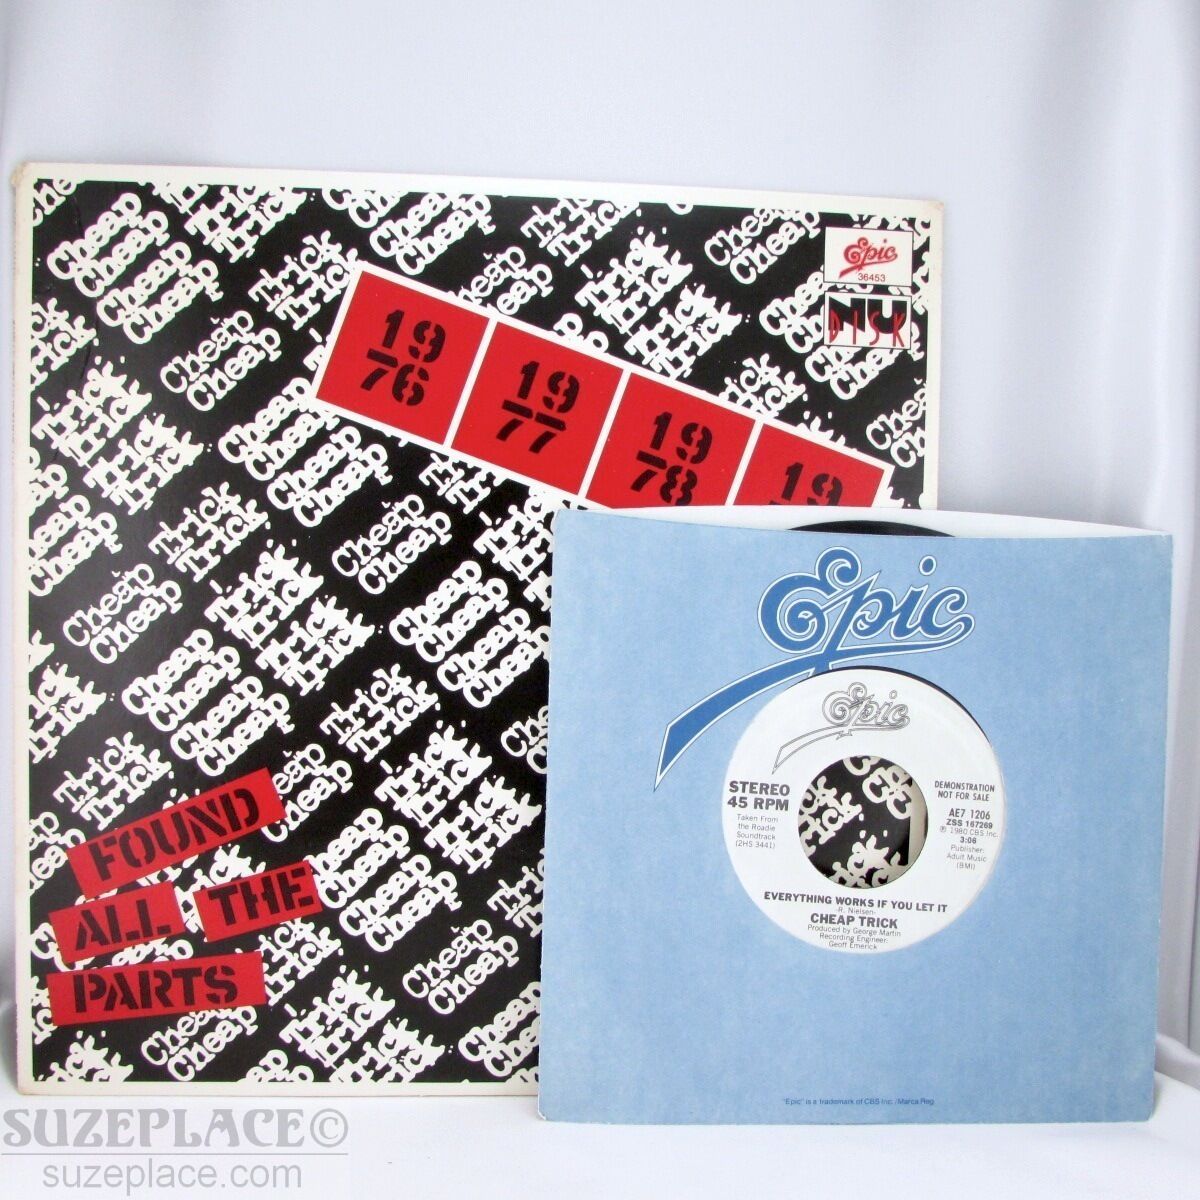 Epic
36453
NU
DISK
19
76
19
77
19
78
19
Cheap
Cheap
Trick
Trick
FOUND
ALL THE
PARTS
Epic
Epic
STEREO
45 RPM
Taken From
the Roadie
Soundtrack
(2HS 3441)
DEMONSTRATION
NOT FOR SALE
AE7 1206
ZSS 167269
℗ 1980 CBS Inc.
3:06
Publisher:
Adult Music
(BMI)
EVERYTHING WORKS IF YOU LET IT
-R. Nielsen-
CHEAP TRICK
Produced by George Martin
Recording Engineer:
Geoff Emerick
"Epic" is a trademark of CBS Inc./Marca Reg
SUZEPLACE©
suzeplace.com